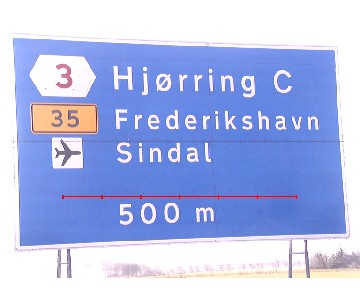 3 Hjørring C
35 Frederikshavn
Sindal
500 m